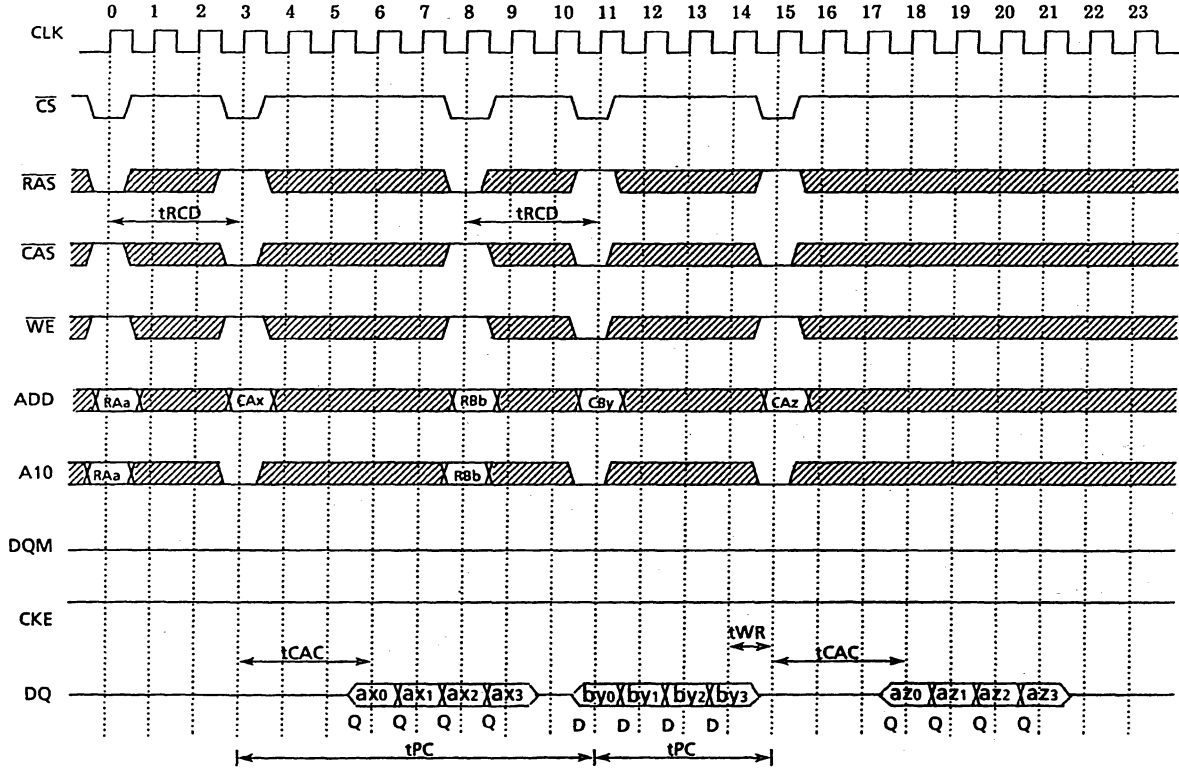 0 1 2 3 4 5 6 7 8 9 10 11 12 13 14 15 16 17 18 19 20 21 22 23
CLK
CS
RAS
tRCD tRCD
CAS
WE
ADD RAa CAx RBb CBy CAz
A10 RAa RBb
DQM
CKE
tWR
tCAC tCAC
DQ ax0 ax1 ax2 ax3 by0 by1 by2 by3 az0 az1 az2 az3
Q Q Q Q D D D D Q Q Q Q
tPC tPC